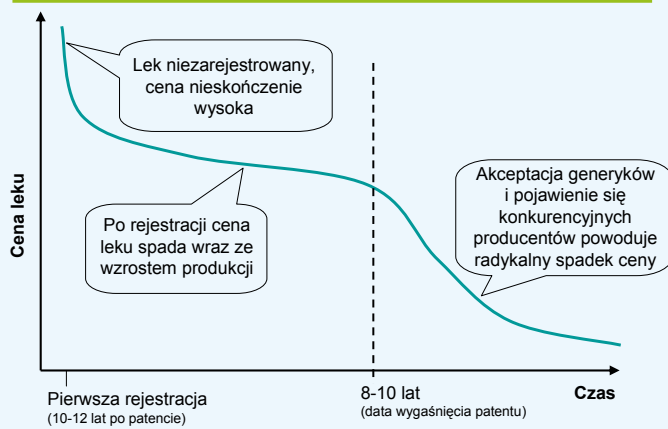 Lek niezarejestrowany,
cena nieskończenie
wysoka
Cena leku
Po rejestracji cena
leku spada wraz ze
wzrostem produkcji
Akceptacja generyków
i pojawienie się
konkurencyjnych
producentów powoduje
radykalny spadek ceny
Pierwsza rejestracja
(10-12 lat po patencie)
8-10 lat
(data wygaśnięcia patentu)
Czas